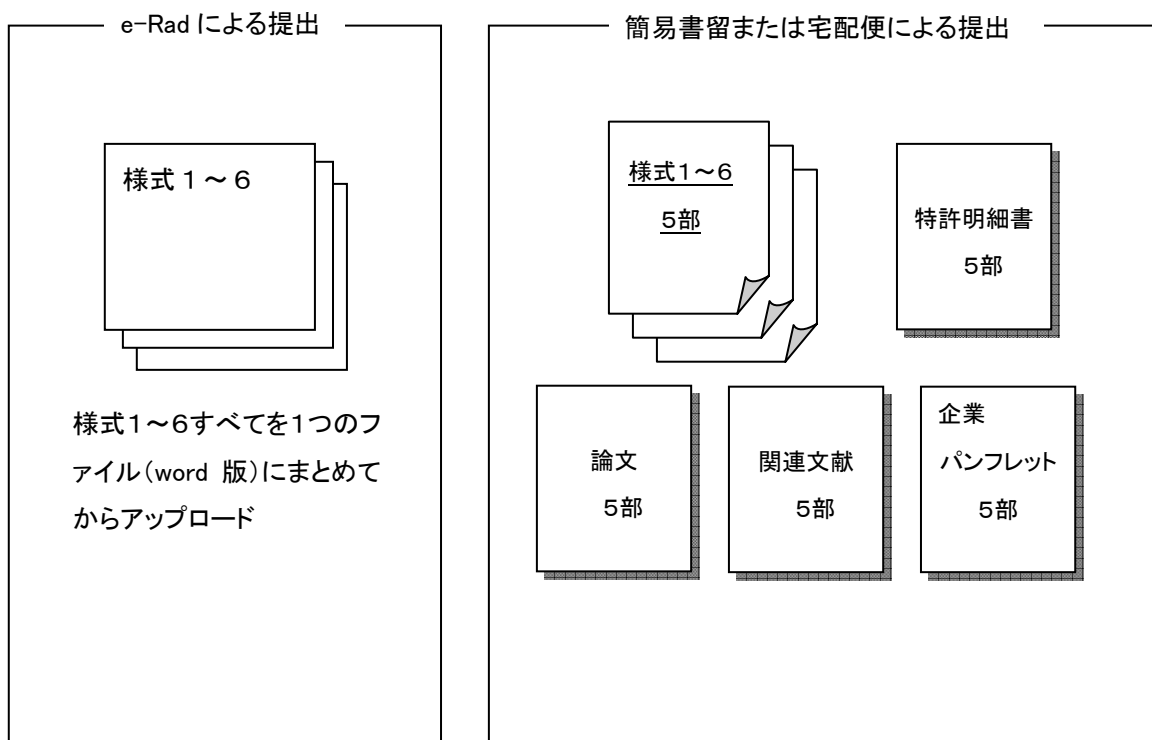 e-Rad による提出
様式１～６
様式１～６すべてを１つのフ
ァイル（word 版）にまとめて
からアップロード
簡易書留または宅配便による提出
様式１～６
５部
特許明細書
５部
論文
５部
関連文献
５部
企業
パンフレット
５部